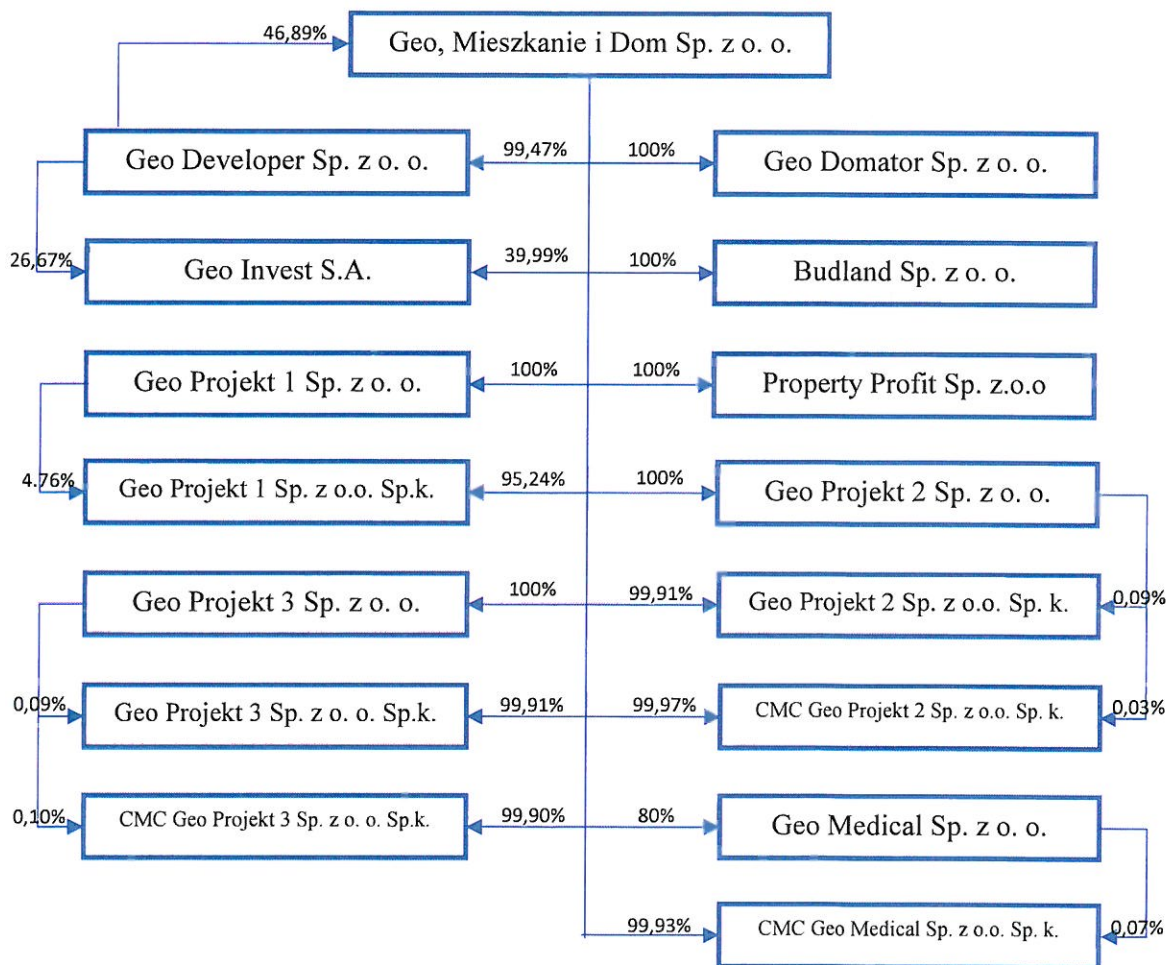 46,89%
Geo, Mieszkanie i Dom Sp. z o. o.
Geo Developer Sp. z o. o.
99,47%
100%
Geo Domator Sp. z o. o.
26,67%
Geo Invest S.A.
39,99%
100%
Budland Sp. z o. o.
Geo Projekt 1 Sp. z o. o.
100%
100%
Property Profit Sp. z.o.o
4.76%
Geo Projekt 1 Sp. z o.o. Sp.k.
95,24%
100%
Geo Projekt 2 Sp. z o. o.
Geo Projekt 3 Sp. z o. o.
100%
99,91%
Geo Projekt 2 Sp. z o.o. Sp. k.
0,09%
0,09%
Geo Projekt 3 Sp. z o. o. Sp.k.
99,91%
99,97%
CMC Geo Projekt 2 Sp. z o.o. Sp. k.
0,03%
0,10%
CMC Geo Projekt 3 Sp. z o. o. Sp.k.
99,90%
80%
Geo Medical Sp. z o. o.
99,93%
CMC Geo Medical Sp. z o.o. Sp. k.
0,07%